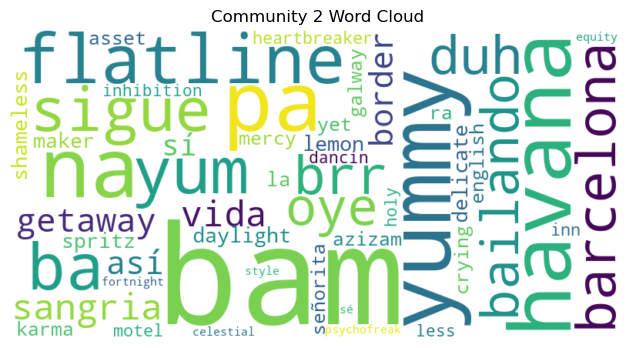 Community 2 Word Cloud
asset
heartbreaker
equity
flatline
duh
havana
barcelona
shameless
inhibition
galway
border
yummy
bailando
sigue
pa
yet
ra
maker
sí
mercy
lemon
dancin
delicate
english
na
yum
la
brr
holy
getaway
vida
oye
crying
inn
spritz
daylight
azizam
ba
así
bam
style
señorita
fortnight
sangria
sé
karma
motel
celestial
psychofreak
less